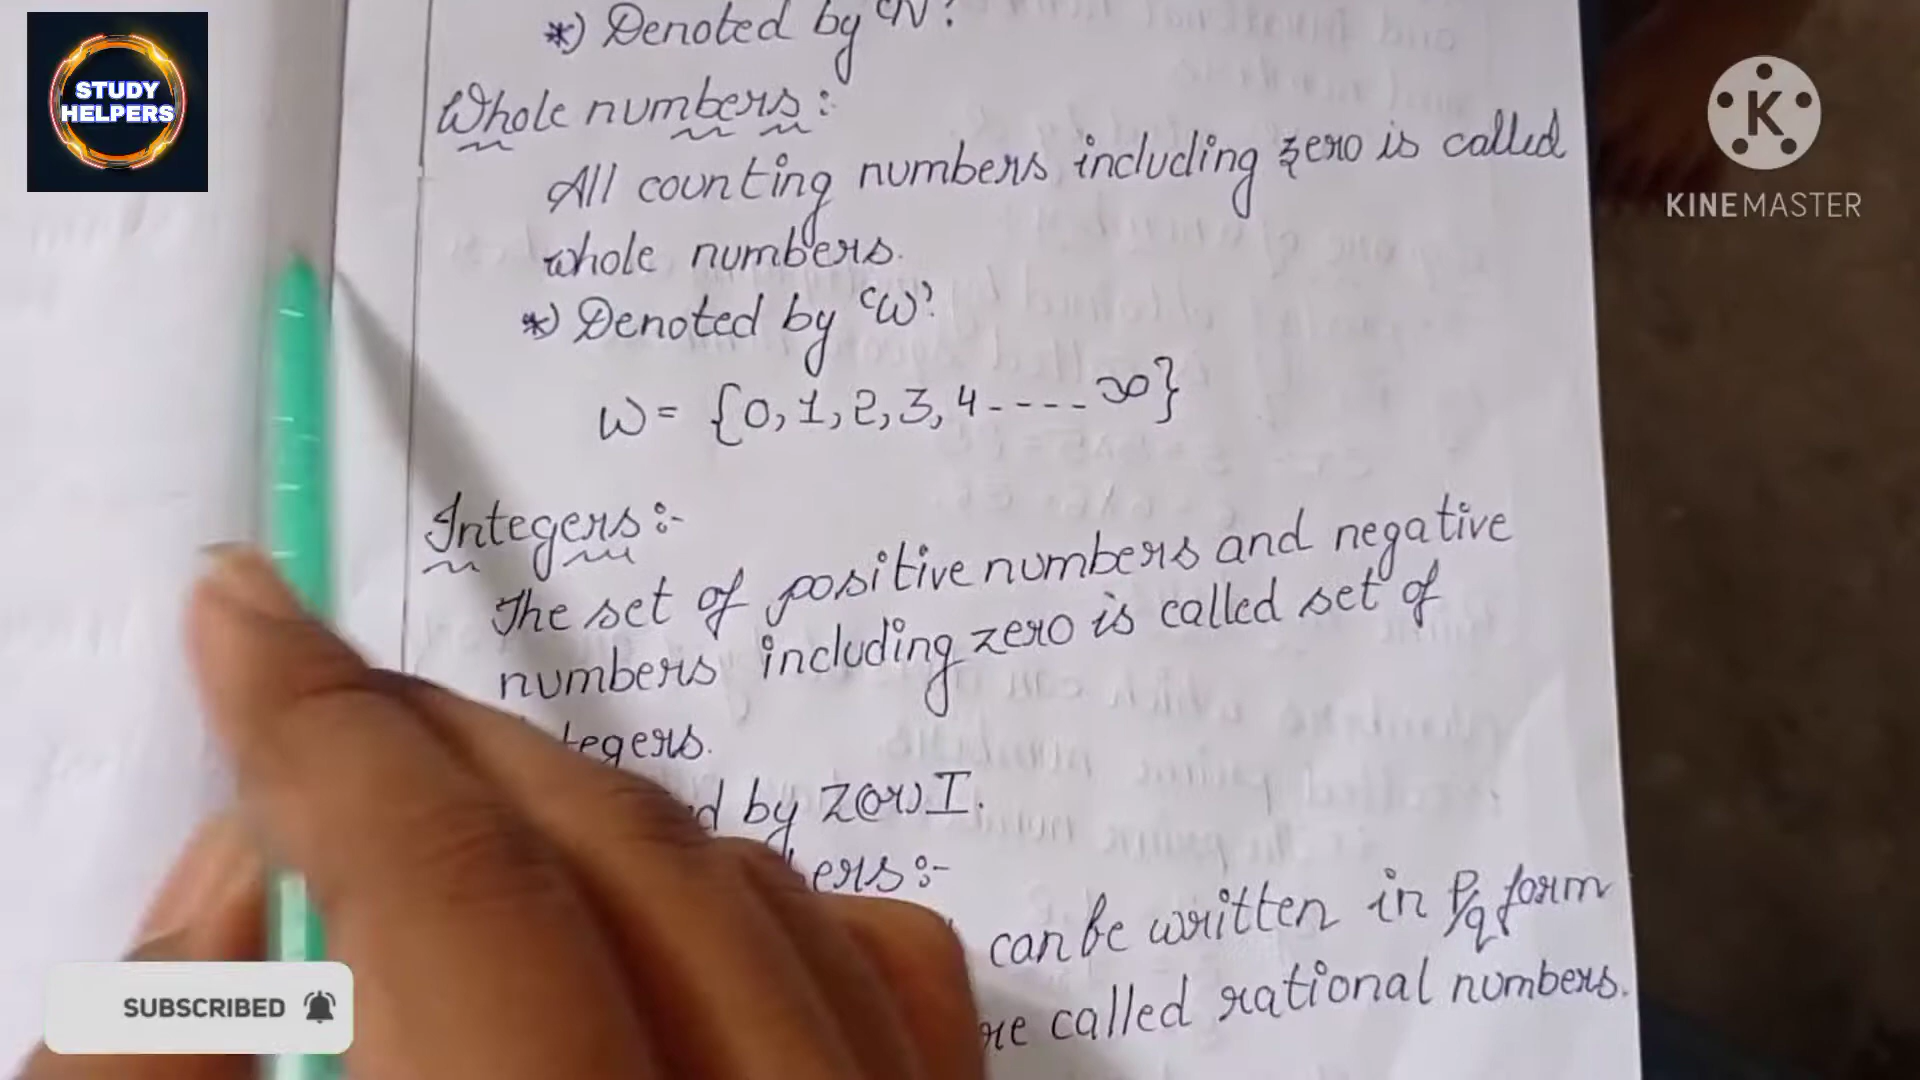 *) Denoted by 'N'.
STUDY
HELPERS
Whole numbers :-
All counting numbers including zero is called
whole numbers.
*) Denoted by 'W'
W = {0, 1, 2, 3, 4 ----- ∞}
Integers :-
The set of positive numbers and negative
numbers including zero is called set of
tegers.
d by Z (or) I.
ers :-
can be written in P/q form
re called rational numbers.
K
KINEMASTER
SUBSCRIBED